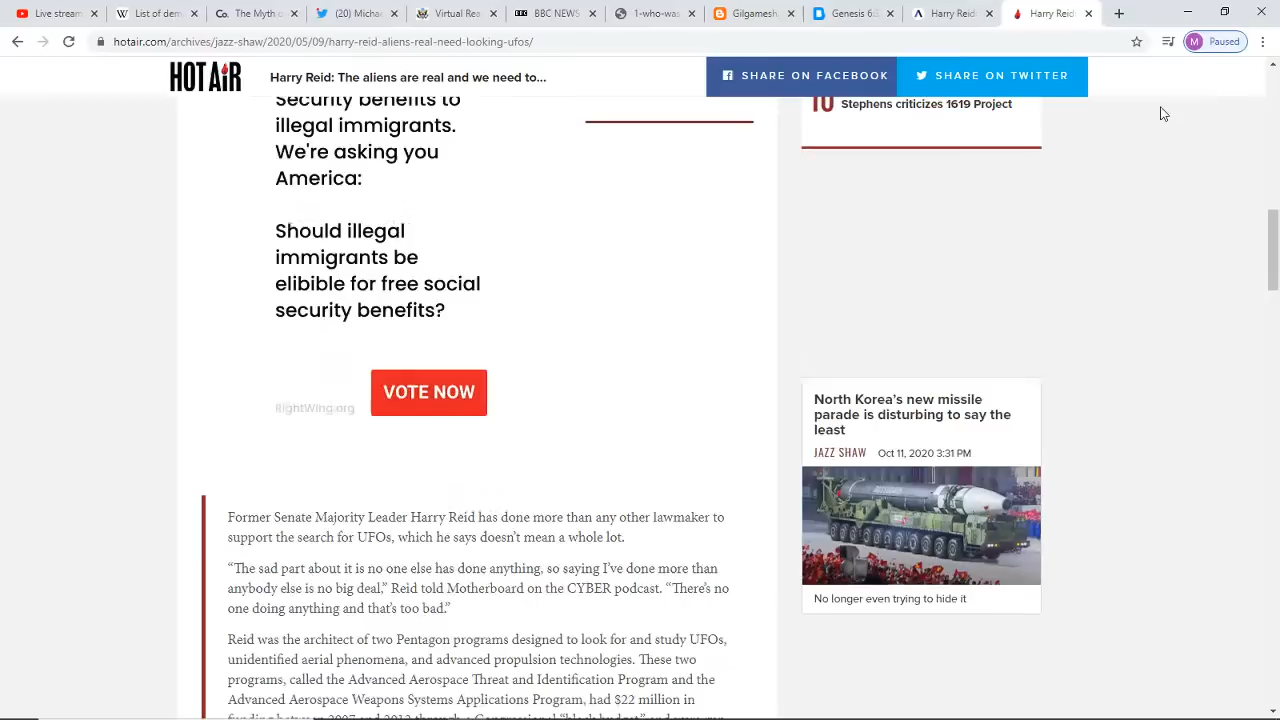 Live stream
List of dem
The Myth o
(20) Michae
Virtual Rea
BBC NEWS
1-who-was
Gilgamesh
Genesis 6:
Harry Reid:
Harry Reid:
hotair.com/archives/jazz-shaw/2020/05/09/harry-reid-aliens-real-need-looking-ufos/
Paused
HOT AIR
Harry Reid: The aliens are real and we need to...
SHARE ON FACEBOOK
SHARE ON TWITTER
Security benefits to
illegal immigrants.
We're asking you
America:
Should illegal
immigrants be
elibible for free social
security benefits?
RightWing.org
VOTE NOW
10 Stephens criticizes 1619 Project
North Korea's new missile
parade is disturbing to say the
least
JAZZ SHAW Oct 11, 2020 3:31 PM
No longer even trying to hide it
Former Senate Majority Leader Harry Reid has done more than any other lawmaker to
support the search for UFOs, which he says doesn't mean a whole lot.
“The sad part about it is no one else has done anything, so saying I've done more than
anybody else is no big deal,” Reid told Motherboard on the CYBER podcast. “There's no
one doing anything and that's too bad.”
Reid was the architect of two Pentagon programs designed to look for and study UFOs,
unidentified aerial phenomena, and advanced propulsion technologies. These two
programs, called the Advanced Aerospace Threat and Identification Program and the
Advanced Aerospace Weapons Systems Applications Program, had $22 million in